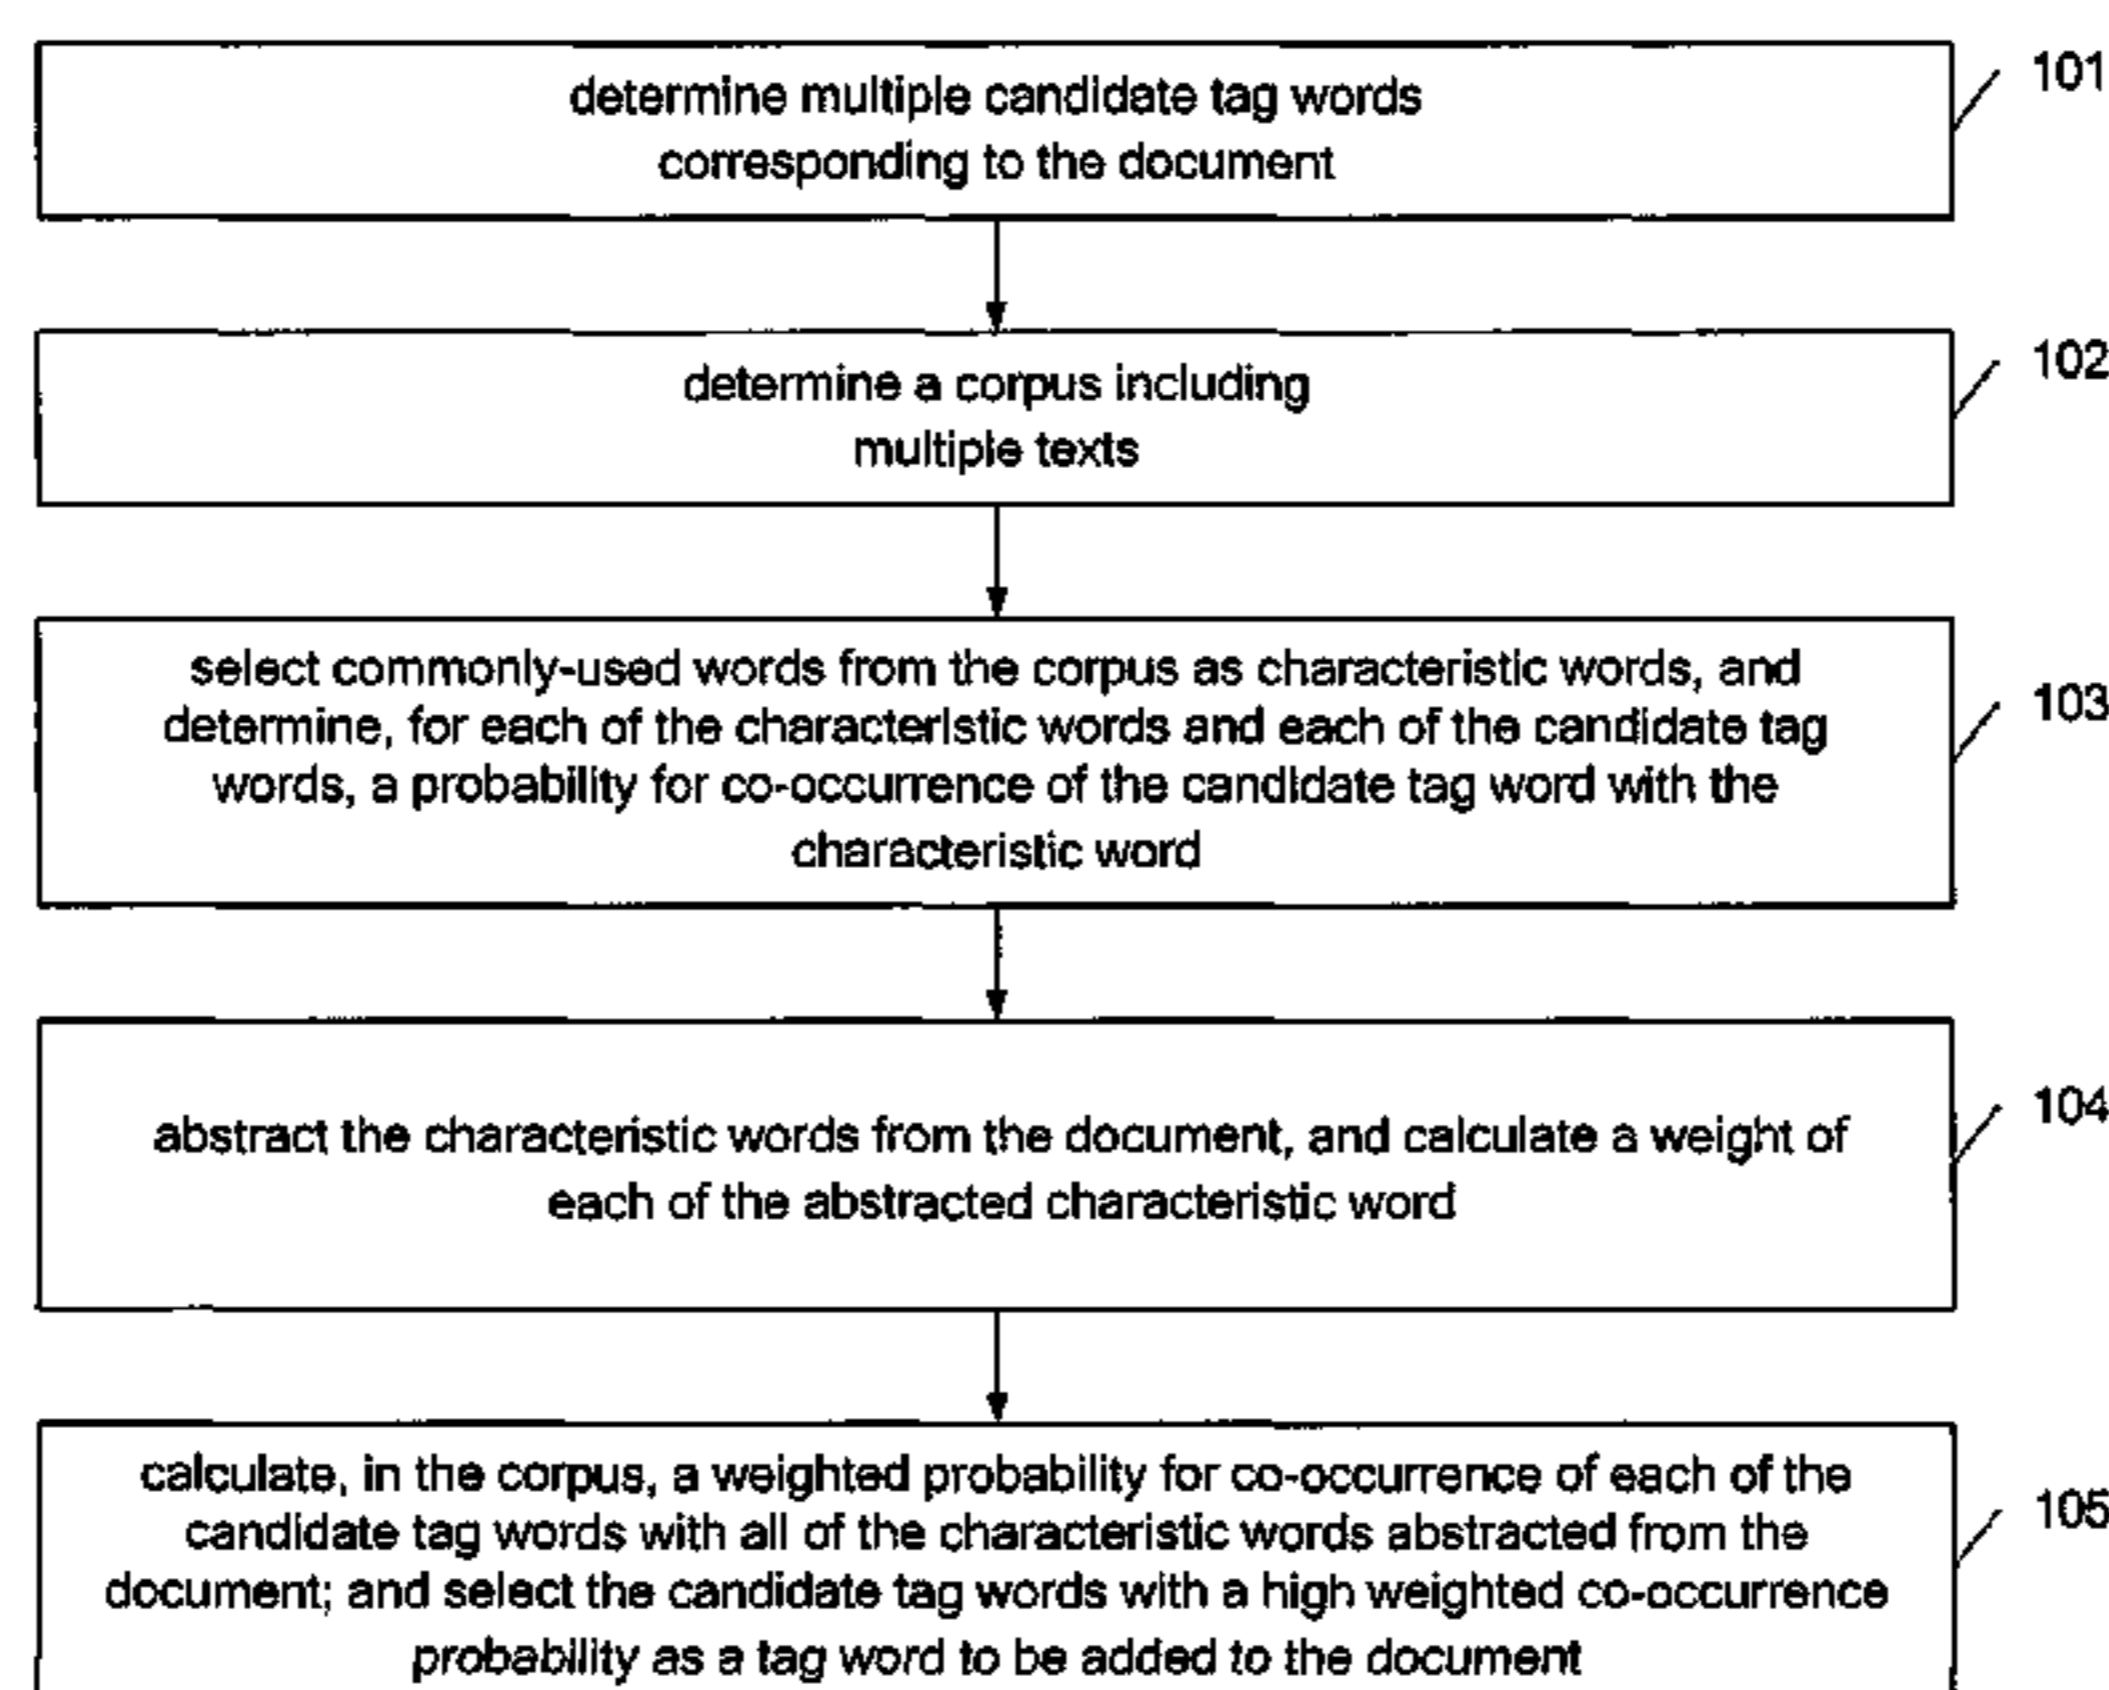 determine multiple candidate tag words
corresponding to the document
101
determine a corpus including
multiple texts
102
select commonly-used words from the corpus as characteristic words, and
determine, for each of the characteristic words and each of the candidate tag
words, a probability for co-occurrence of the candidate tag word with the
characteristic word
103
abstract the characteristic words from the document, and calculate a weight of
each of the abstracted characteristic word
104
calculate, in the corpus, a weighted probability for co-occurrence of each of the
candidate tag words with all of the characteristic words abstracted from the
document; and select the candidate tag words with a high weighted co-occurrence
probability as a tag word to be added to the document
105